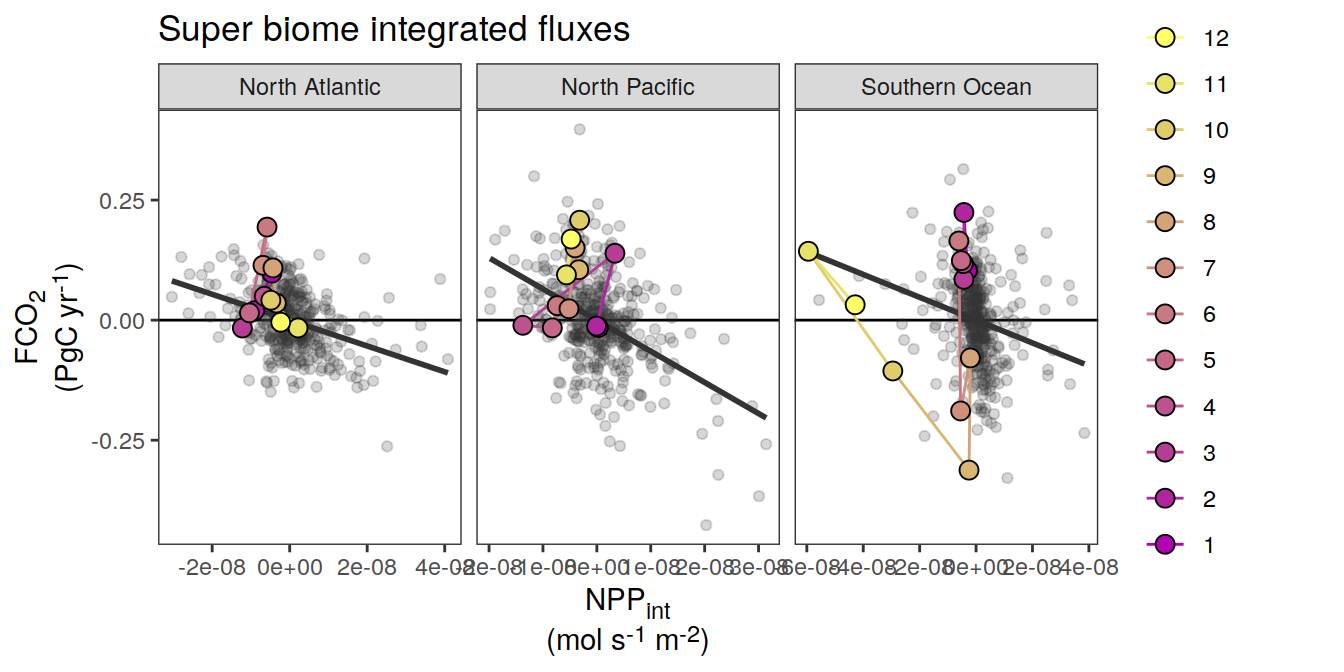 Super biome integrated fluxes
North Atlantic North Pacific Southern Ocean
0.25
0.00
-0.25
FCO2
(PgC yr-1)
-2e-08 0e+00 2e-08 4e-08 -2e-08 -1e-08 0e+00 1e-08 2e-08 3e-08 -6e-08 -4e-08 -2e-08 0e+00 2e-08 4e-08
NPPint
(mol s-1 m-2)
12
11
10
9
8
7
6
5
4
3
2
1